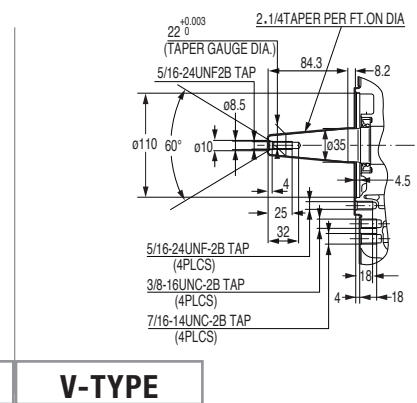 +0.003
22 0
(TAPER GAUGE DIA.)
2.1/4TAPER PER FT.ON DIA
84.3
8.2
5/16-24UNF2B TAP
ø8.5
ø110
60°
ø10
ø35
4
4.5
25
32
5/16-24UNF-2B TAP
(4PLCS)
3/8-16UNC-2B TAP
(4PLCS)
7/16-14UNC-2B TAP
(4PLCS)
18
4
18
V-TYPE